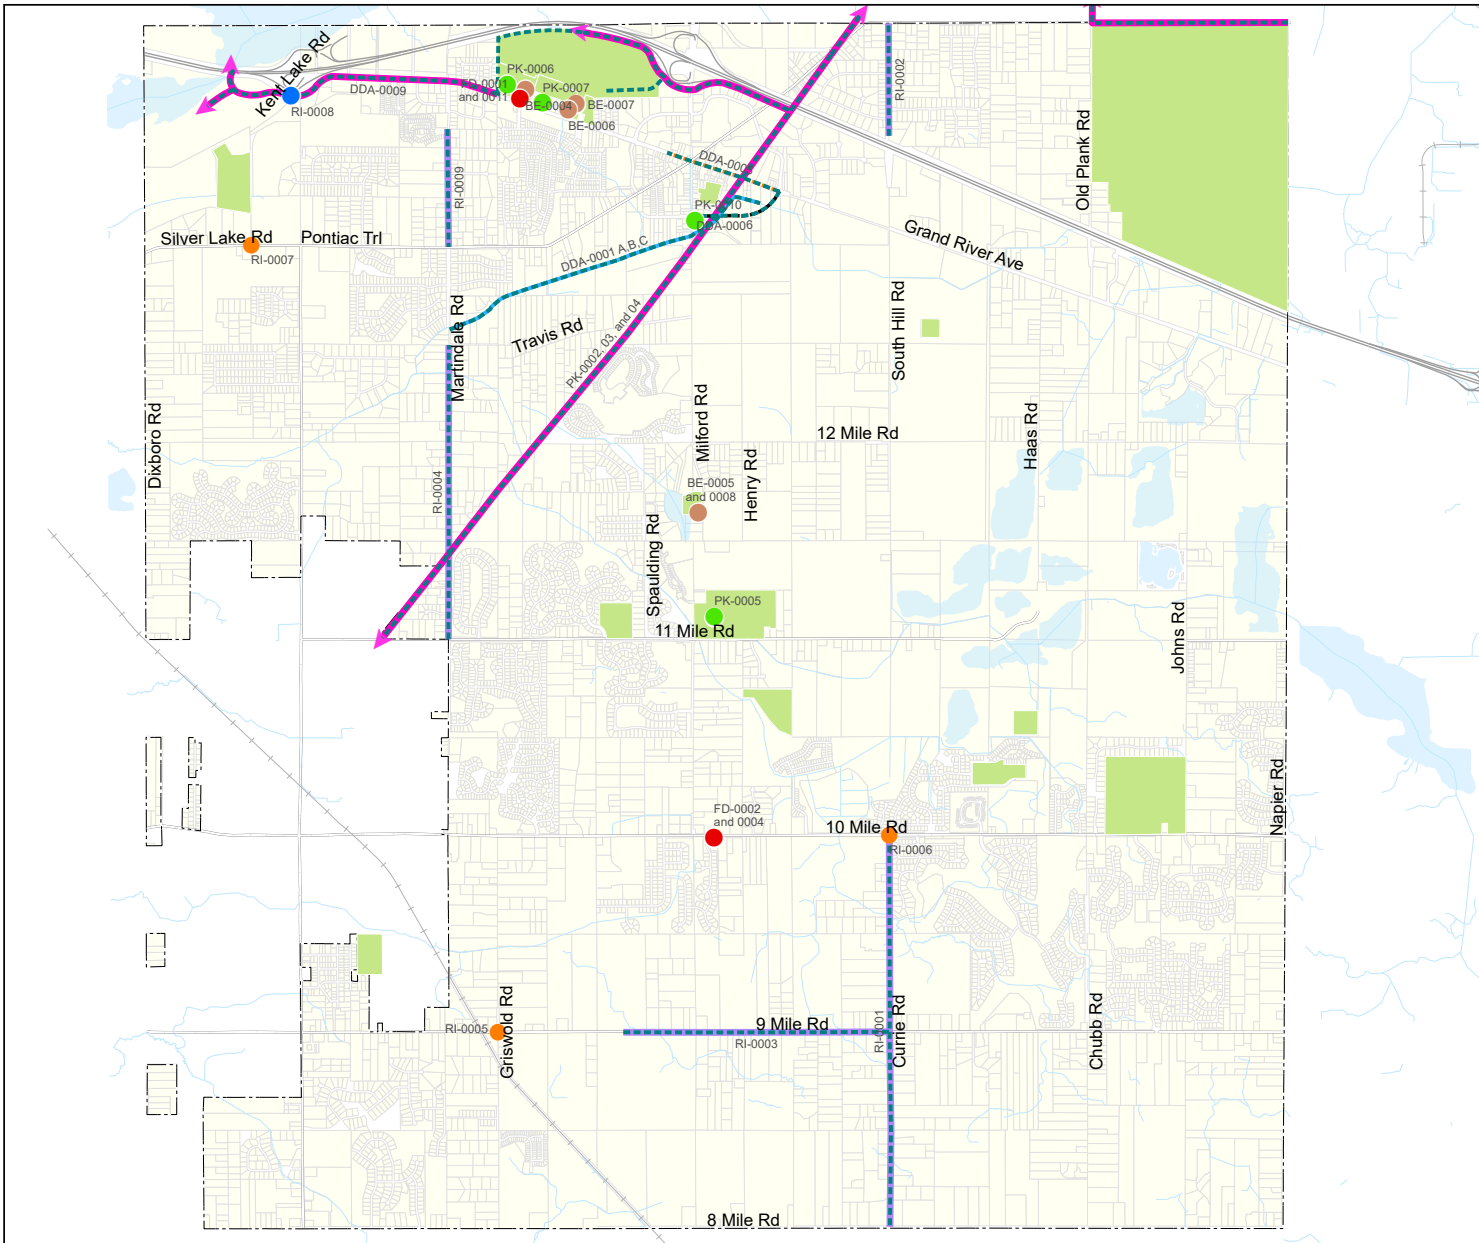 Kent Lake Rd
RI-0008
DDA-0009
PK-0006
FD-0001
and 0011
PK-0007
BE-0004
BE-0007
BE-0006
RI-0002
Old Plank Rd
RI-0009
PK-0010
DDA-0006
Silver Lake Rd
Pontiac Trl
RI-0007
DDA-0001 A,B,C
Grand River Ave
South Hill Rd
Martindale Rd
Travis Rd
PK-0002, 03, and 04
Milford Rd
12 Mile Rd
Haas Rd
Dixboro Rd
RI-0004
Henry Rd
BE-0005
and 0008
Spaulding Rd
PK-0005
11 Mile Rd
Johns Rd
Napier Rd
FD-0002
and 0004
10 Mile Rd
RI-0006
Griswold Rd
RI-0005
9 Mile Rd
RI-0003
RI-0001
Currie Rd
Chubb Rd
8 Mile Rd